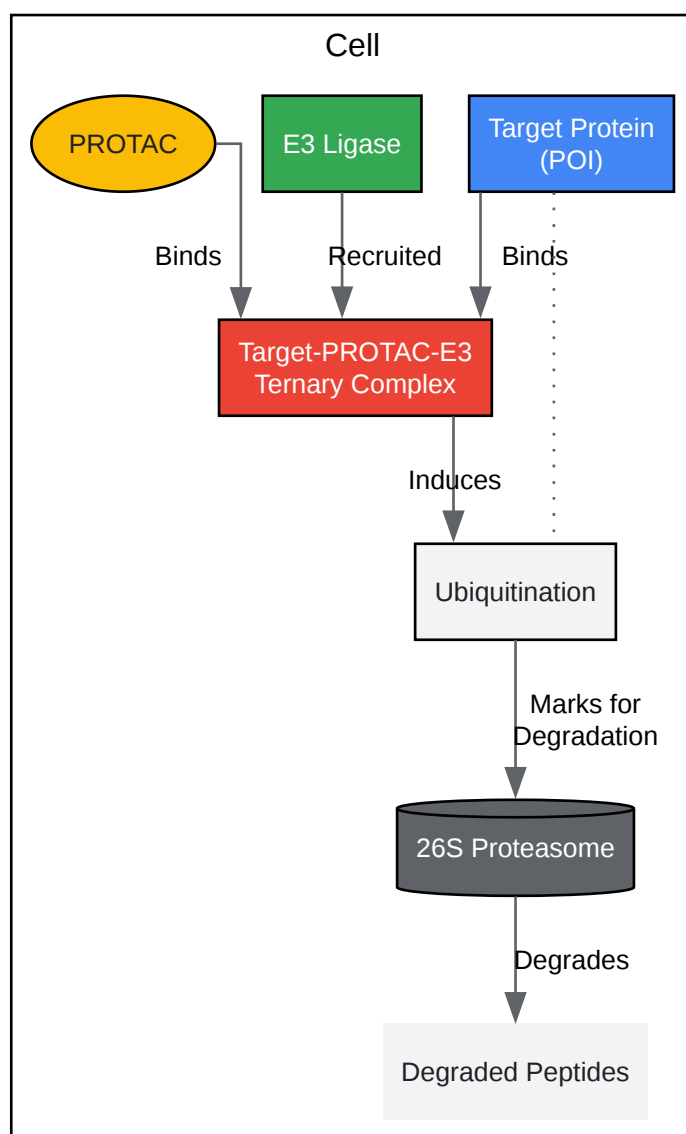 Cell
PROTAC
E3 Ligase
Target Protein
(POI)
Binds
Recruited
Binds
Target-PROTAC-E3
Ternary Complex
Induces
Ubiquitination
Marks for
Degradation
26S Proteasome
Degrades
Degraded Peptides